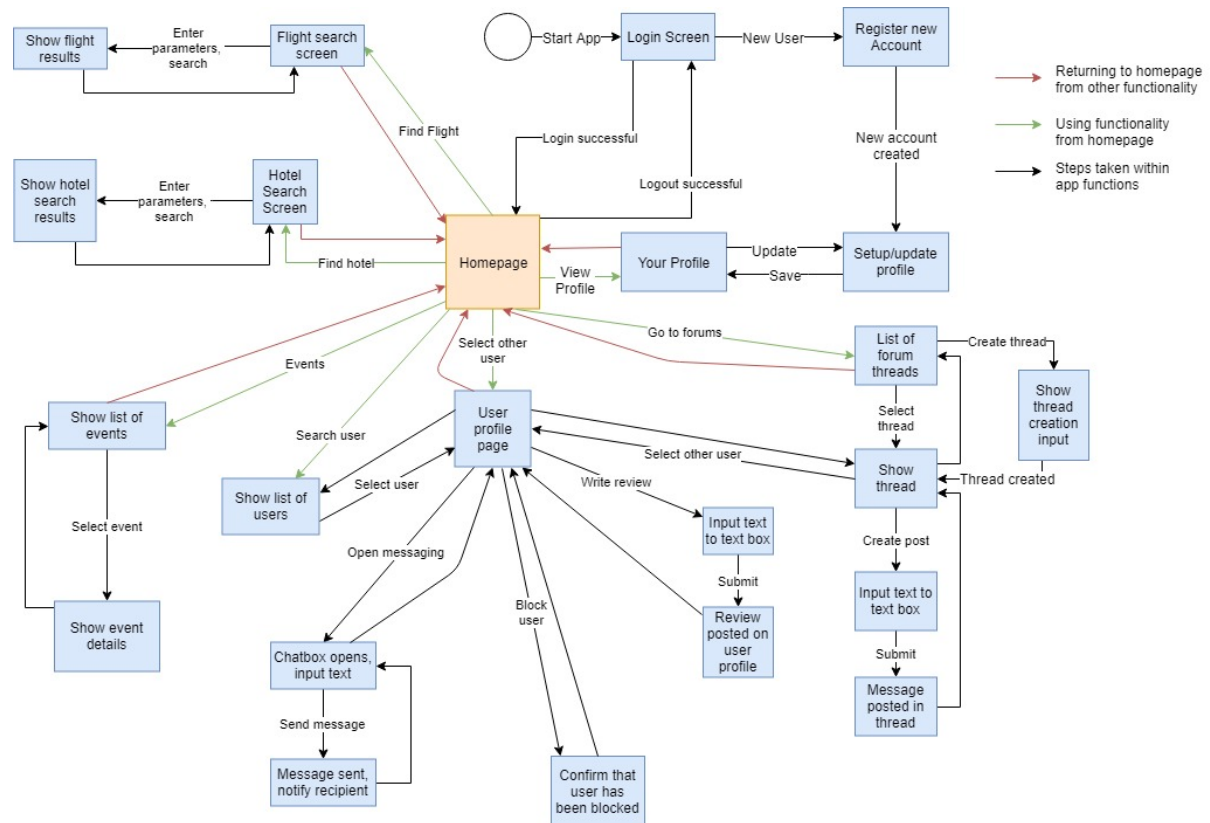 Show flight
results
Enter
parameters,
search
Flight search
screen
Start App
Login Screen
New User
Register new
Account
Returning to homepage
from other functionality
Using functionality
from homepage
Steps taken within
app functions
Find Flight
Login successful
New account
created
Logout successful
Show hotel
search
results
Enter
parameters,
search
Hotel
Search
Screen
Find hotel
Homepage
View
Profile
Your Profile
Update
Save
Setup/update
profile
Go to forums
Select other
user
List of
forum
threads
Create thread
Show
thread
creation
input
Events
Show list of
events
Search user
User
profile
page
Select
thread
Select other user
Show
thread
Thread created
Show list of
users
Select user
Write review
Input text
to text box
Select event
Open messaging
Create post
Submit
Input text to
text box
Block
user
Review
posted on
user
profile
Show event
details
Chatbox opens,
input text
Submit
Send message
Message
posted in
thread
Message sent,
notify recipient
Confirm that
user has
been blocked